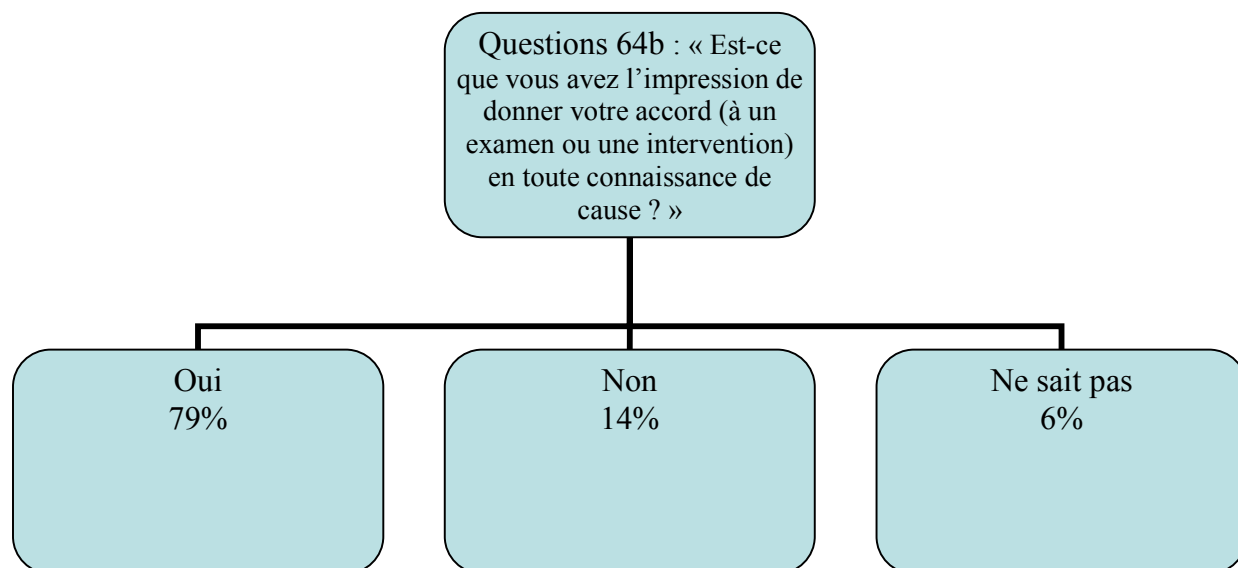 Questions 64b : « Est-ce
que vous avez l’impression de
donner votre accord (à un
examen ou une intervention)
en toute connaissance de
cause ? »
Oui
79%
Non
14%
Ne sait pas
6%